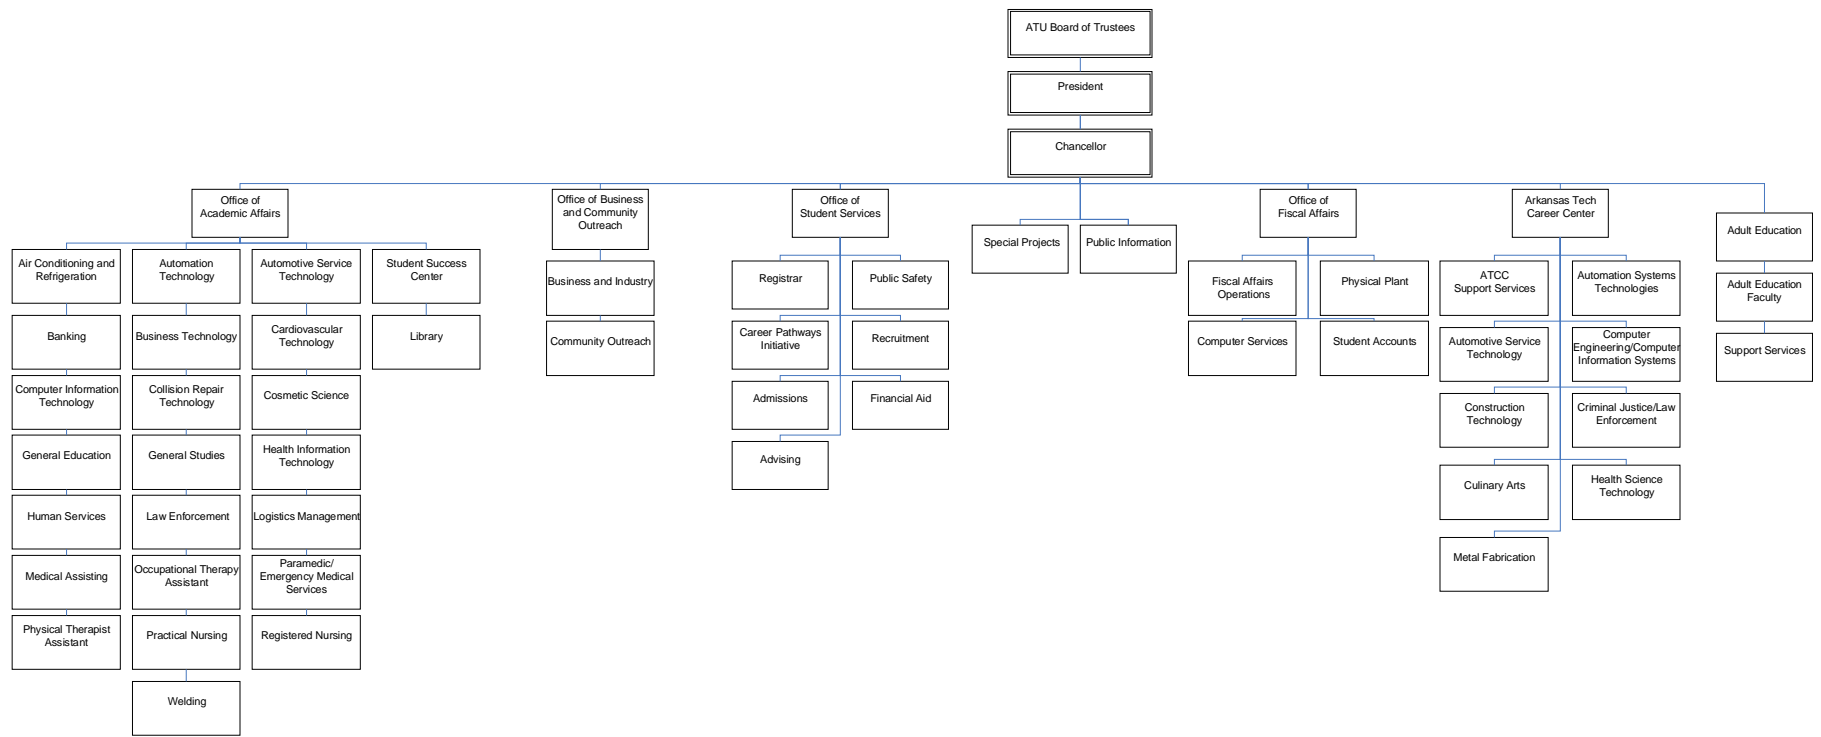 ATU Board of Trustees
President
Chancellor
Office of
Academic Affairs
Air Conditioning and
Refrigeration
Banking
Computer Information
Technology
General Education
Human Services
Medical Assisting
Physical Therapist
Assistant
Automation
Technology
Business Technology
Collision Repair
Technology
General Studies
Law Enforcement
Occupational Therapy
Assistant
Practical Nursing
Welding
Automotive Service
Technology
Cardiovascular
Technology
Cosmetic Science
Health Information
Technology
Logistics Management
Paramedic/
Emergency Medical
Services
Registered Nursing
Student Success
Center
Library
Office of Business
and Community
Outreach
Business and Industry
Community Outreach
Office of
Student Services
Registrar
Public Safety
Career Pathways
Initiative
Recruitment
Admissions
Financial Aid
Advising
Special Projects
Public Information
Office of
Fiscal Affairs
Fiscal Affairs
Operations
Physical Plant
Computer Services
Student Accounts
Arkansas Tech
Career Center
ATCC
Support Services
Automation Systems
Technologies
Automotive Service
Technology
Computer
Engineering/Computer
Information Systems
Construction
Technology
Criminal Justice/Law
Enforcement
Culinary Arts
Health Science
Technology
Metal Fabrication
Adult Education
Adult Education
Faculty
Support Services